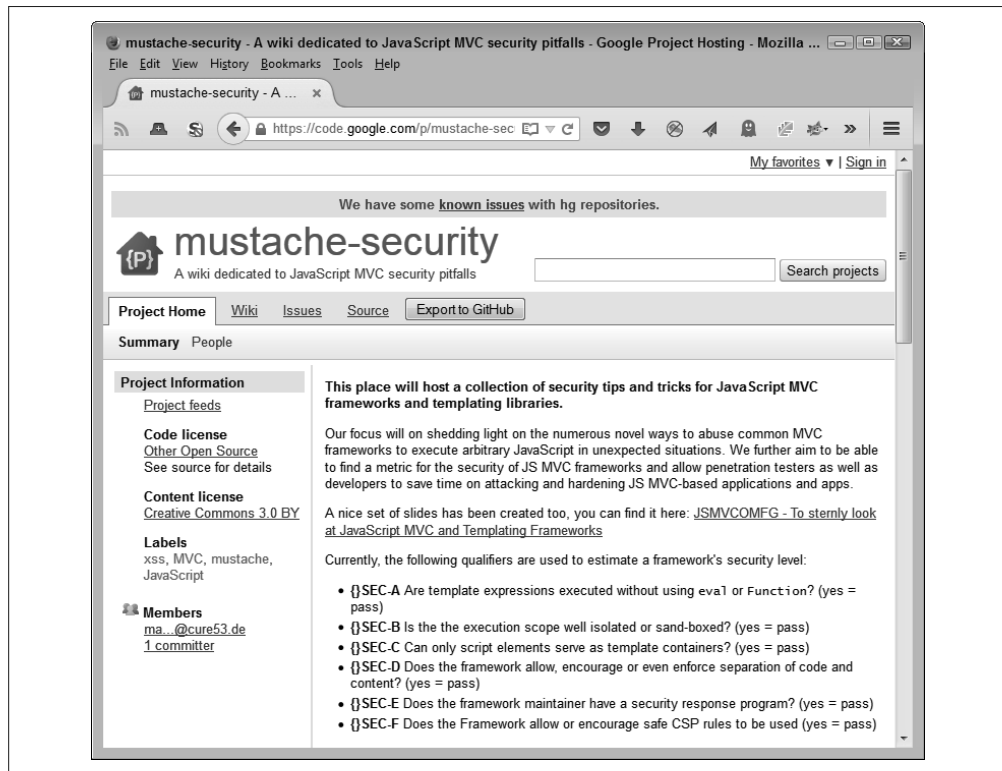 mustache-security - A wiki dedicated to JavaScript MVC security pitfalls - Google Project Hosting - Mozilla ...
File Edit View History Bookmarks Tools Help
mustache-security - A ... ×
https://code.google.com/p/mustache-sec
My favorites ▼ | Sign in
We have some known issues with hg repositories.
{P}
mustache-security
A wiki dedicated to JavaScript MVC security pitfalls
Search projects
Project Home Wiki Issues Source Export to GitHub
Summary People
Project Information
Project feeds
Code license
Other Open Source
See source for details
Content license
Creative Commons 3.0 BY
Labels
xss, MVC, mustache,
JavaScript
Members
ma...@cure53.de
1 committer
This place will host a collection of security tips and tricks for JavaScript MVC
frameworks and templating libraries.
Our focus will on shedding light on the numerous novel ways to abuse common MVC
frameworks to execute arbitrary JavaScript in unexpected situations. We further aim to be able
to find a metric for the security of JS MVC frameworks and allow penetration testers as well as
developers to save time on attacking and hardening JS MVC-based applications and apps.
A nice set of slides has been created too, you can find it here: JSMVCOMFG - To sternly look
at JavaScript MVC and Templating Frameworks
Currently, the following qualifiers are used to estimate a framework's security level:
• {}SEC-A Are template expressions executed without using eval or Function? (yes =
pass)
• {}SEC-B Is the the execution scope well isolated or sand-boxed? (yes = pass)
• {}SEC-C Can only script elements serve as template containers? (yes = pass)
• {}SEC-D Does the framework allow, encourage or even enforce separation of code and
content? (yes = pass)
• {}SEC-E Does the framework maintainer have a security response program? (yes = pass)
• {}SEC-F Does the Framework allow or encourage safe CSP rules to be used (yes = pass)